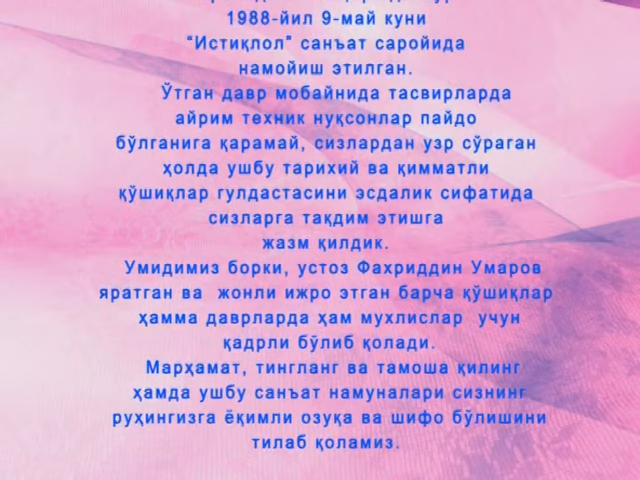 1988-йил 9-май куни
“Истиқлол” санъат саройида
намойиш этилган.
Ўтган давр мобайнида тасвирларда
айрим техник нуқсонлар пайдо
бўлганига қарамай, сизлардан узр сўраган
ҳолда ушбу тарихий ва қимматли
қўшиқлар гулдастасини эсдалик сифатида
сизларга тақдим этишга
жазм қилдик.
Умидимиз борки, устоз Фахриддин Умаров
яратган ва жонли ижро этган барча қўшиқлар
ҳамма даврларда ҳам мухлислар учун
қадрли бўлиб қолади.
Марҳамат, тингланг ва тамоша қилинг
ҳамда ушбу санъат намуналари сизнинг
руҳингизга ёқимли озуқа ва шифо бўлишини
тилаб қоламиз.